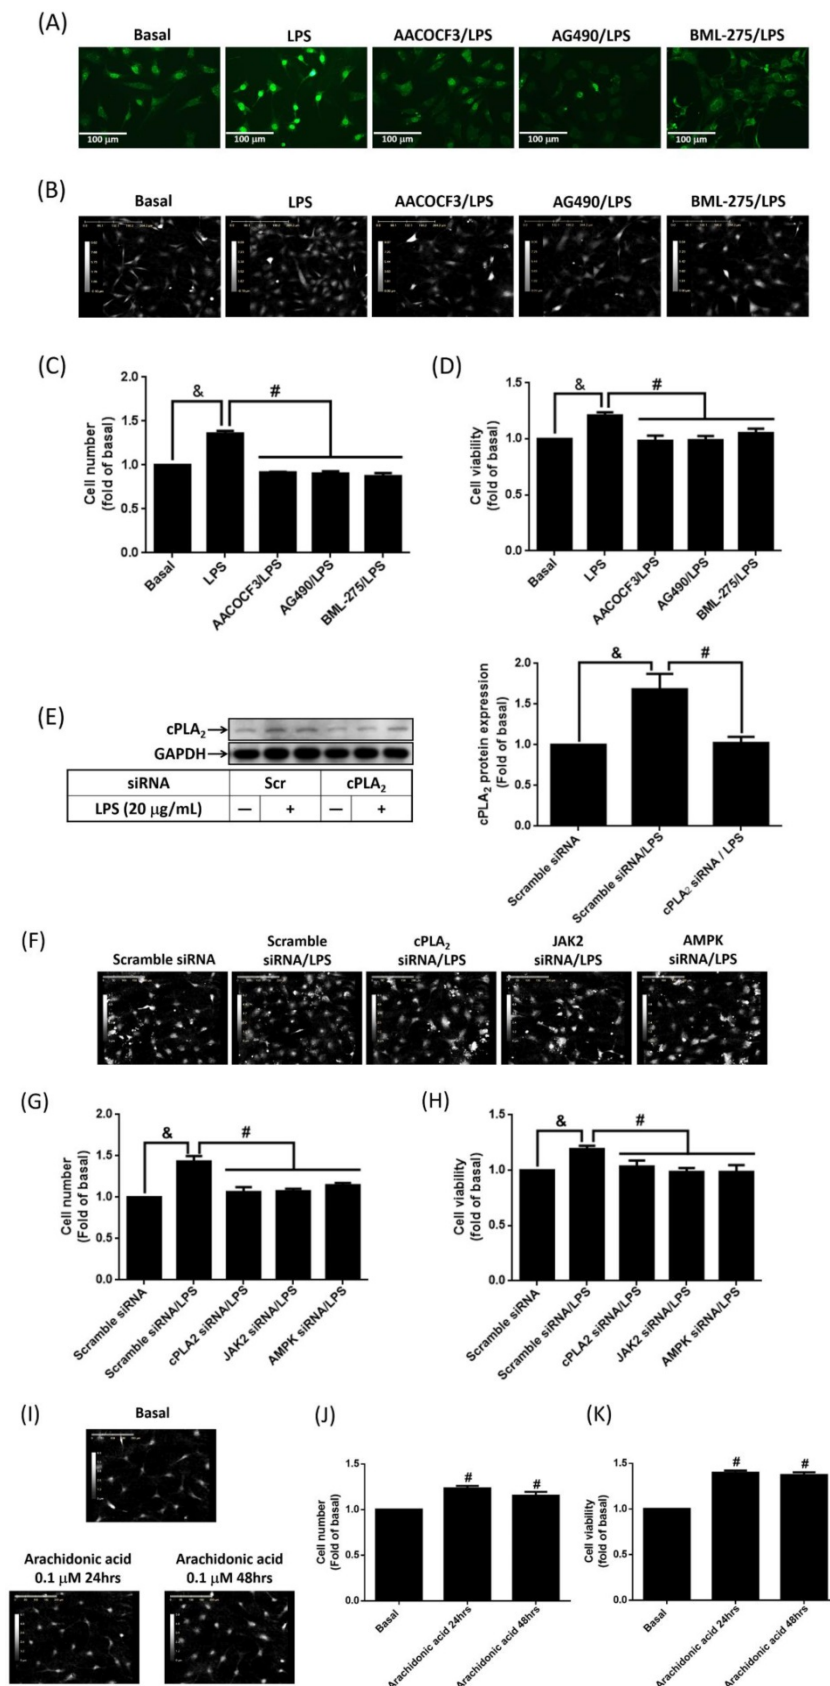 (A)
Basal LPS AACOCF3/LPS AG490/LPS BML-275/LPS
100 μm 100 μm 100 μm 100 μm 100 μm
(B)
Basal LPS AACOCF3/LPS AG490/LPS BML-275/LPS
(C)
Cell number
(fold of basal)
2.0
1.5
1.0
0.5
0.0
& #
Basal LPS AACOCF3/LPS AG490/LPS BML-275/LPS
(D)
Cell viability
(fold of basal)
1.5
1.0
0.5
0.0
& #
Basal LPS AACOCF3/LPS AG490/LPS BML-275/LPS
(E)
cPLA₂
GAPDH
siRNA Scr cPLA₂
LPS (20 μg/mL) — + — +
cPLA₂ protein expression
(Fold of basal)
2.0
1.5
1.0
0.5
0.0
& #
Scramble siRNA Scramble siRNA/LPS cPLA₂ siRNA / LPS
(F)
Scramble siRNA Scramble siRNA/LPS cPLA₂ siRNA/LPS JAK2 siRNA/LPS AMPK siRNA/LPS
(G)
Cell number
(Fold of basal)
2.0
1.5
1.0
0.5
0.0
& #
Scramble siRNA Scramble siRNA/LPS cPLA2 siRNA/LPS JAK2 siRNA/LPS AMPK siRNA/LPS
(H)
Cell viability
(fold of basal)
1.5
1.0
0.5
0.0
& #
Scramble siRNA Scramble siRNA/LPS cPLA2 siRNA/LPS JAK2 siRNA/LPS AMPK siRNA/LPS
(I)
Basal
Arachidonic acid
0.1 μM 24hrs
Arachidonic acid
0.1 μM 48hrs
(J)
Cell number
(Fold of basal)
1.5
1.0
0.5
0.0
# #
Basal Arachidonic acid 24hrs Arachidonic acid 48hrs
(K)
Cell viability
(fold of basal)
1.5
1.0
0.5
0.0
# #
Basal Arachidonic acid 24hrs Arachidonic acid 48hrs